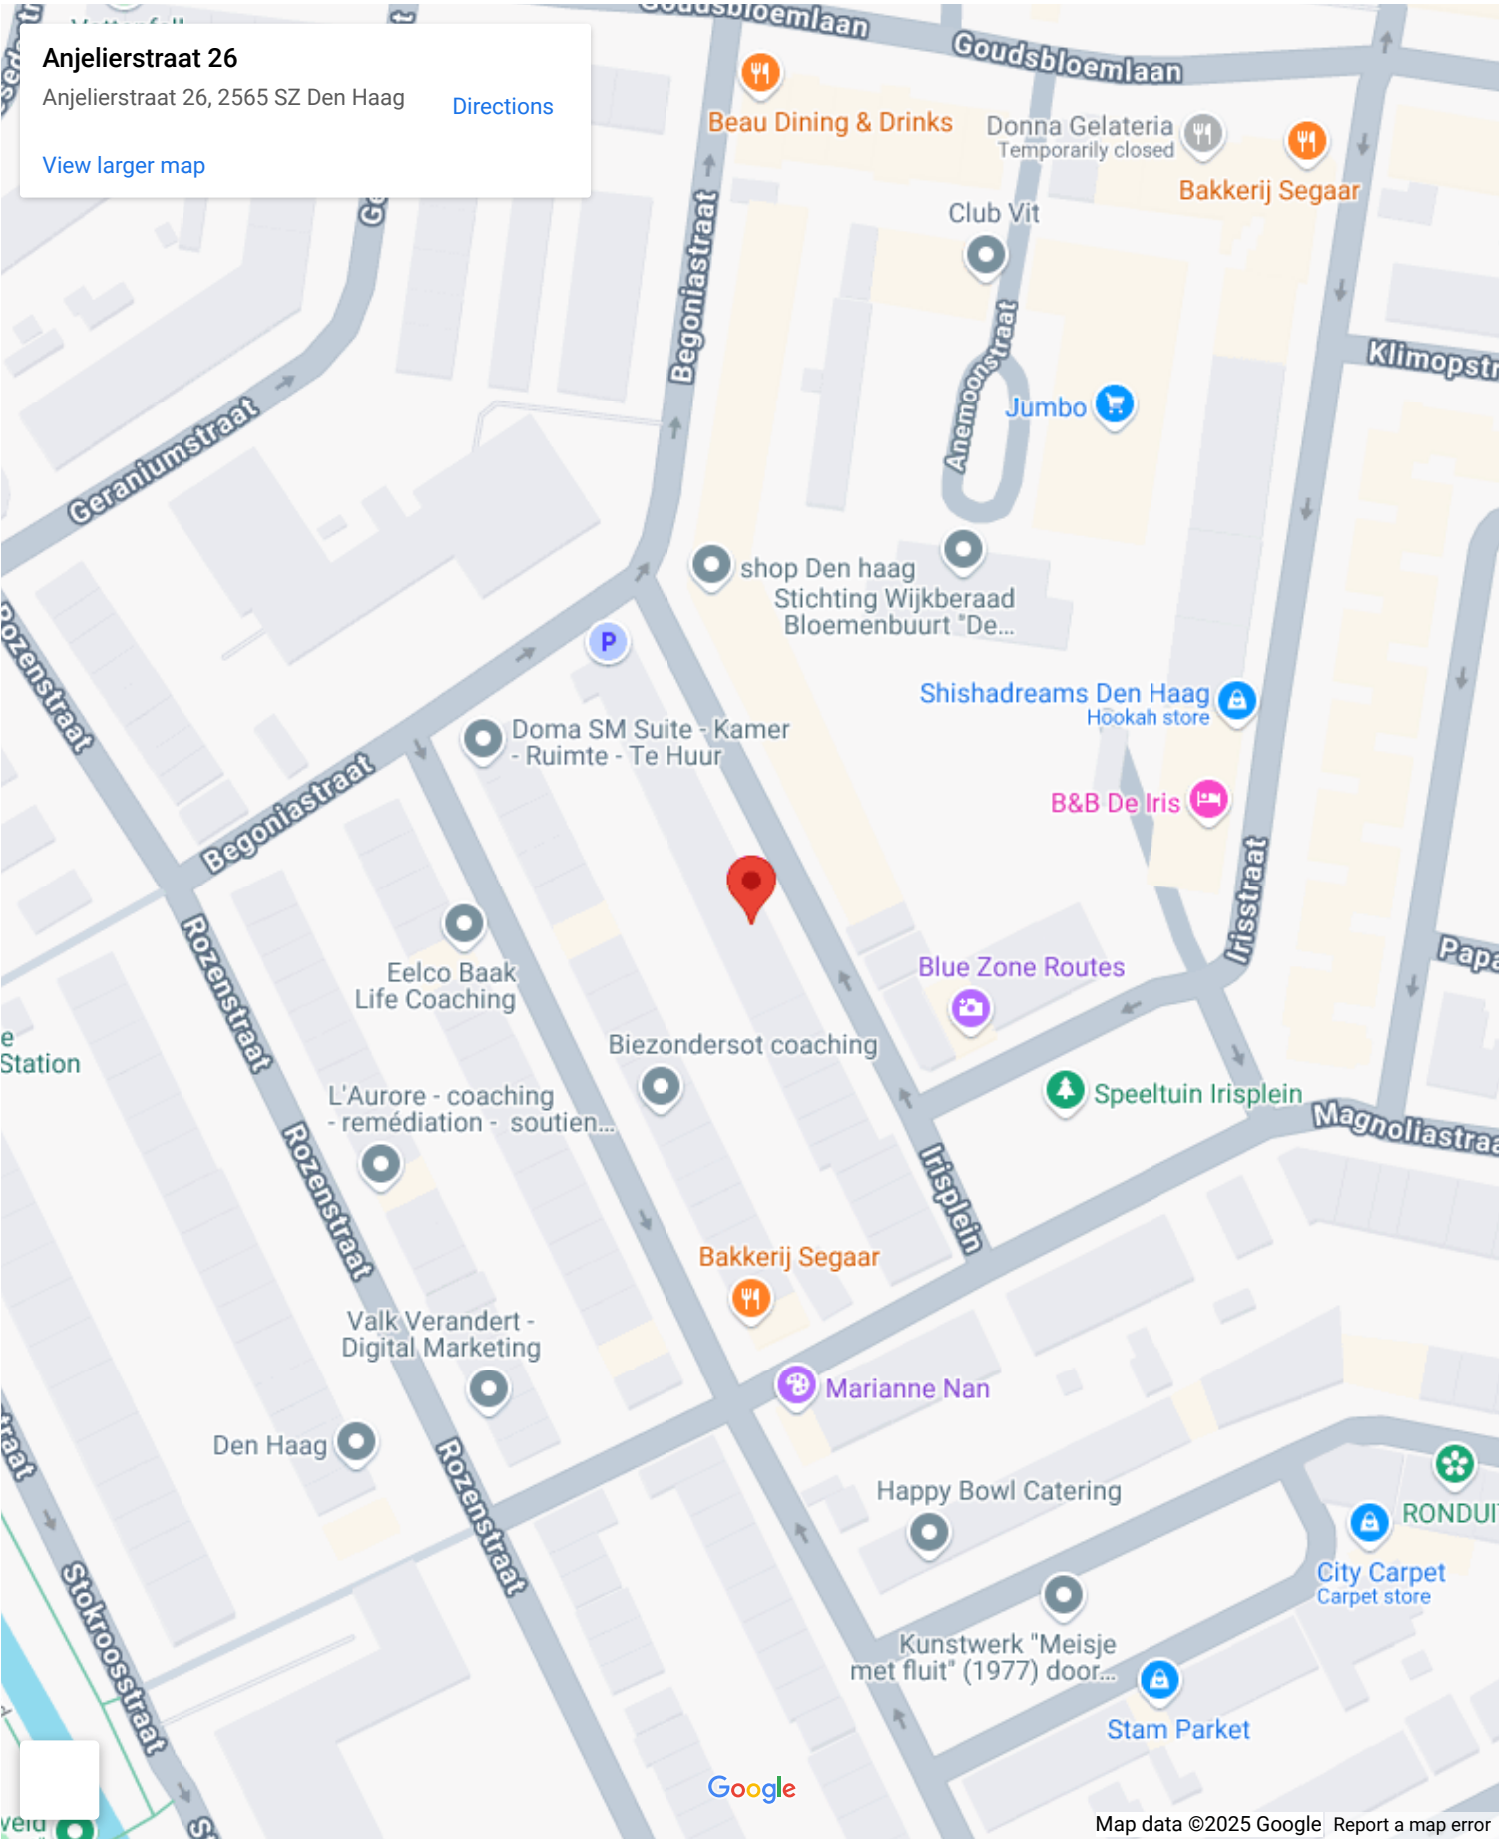 Anjelierstraat 26
Anjelierstraat 26, 2565 SZ Den Haag
Directions
View larger map
Goudsbloemlaan
Goudsbloemlaan
Beau Dining & Drinks
Donna Gelateria
Temporarily closed
Bakkerij Segaar
Club Vit
Begoniastraat
Anemoonstraat
Jumbo
Klimopstr
Geraniumstraat
shop Den haag
Stichting Wijkberaad
Bloemenbuurt "De...
P
Rozenstraat
Shishadreams Den Haag
Hookah store
Doma SM Suite - Kamer
- Ruimte - Te Huur
Begoniastraat
B&B De Iris
Irisstraat
Eelco Baak
Life Coaching
Blue Zone Routes
Papa
Rozenstraat
e
Station
Biezondersot coaching
L'Aurore - coaching
- remédiation - soutien...
Speeltuin Irisplein
Magnoliastraa
Irisplein
Rozenstraat
Bakkerij Segaar
Valk Verandert -
Digital Marketing
Marianne Nan
Den Haag
traat
Rozenstraat
Happy Bowl Catering
RONDUI
City Carpet
Carpet store
Stokroosstraat
Kunstwerk "Meisje
met fluit" (1977) door...
Stam Parket
Google
veld
St
Map data ©2025 Google
Report a map error